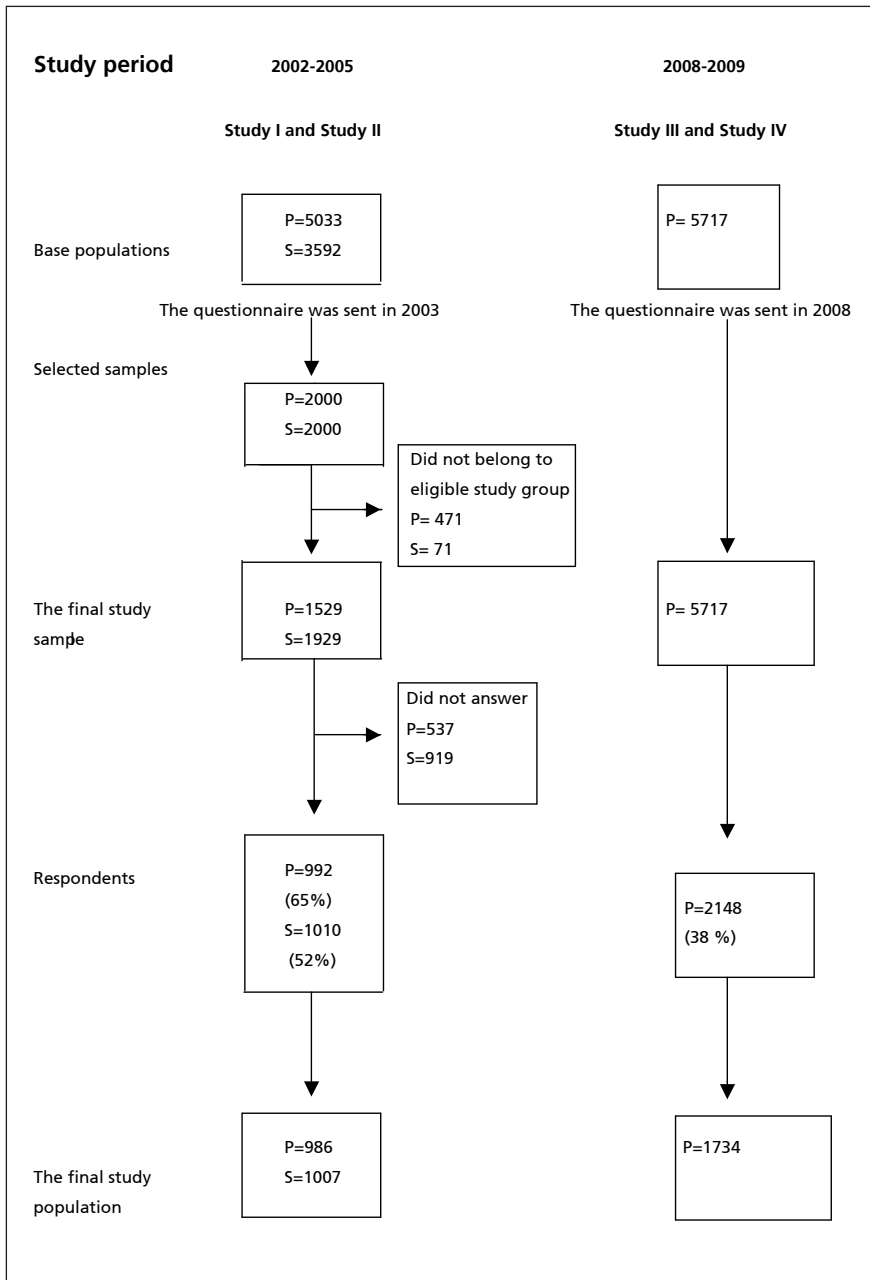 Study period 2002-2005 2008-2009
Study I and Study II Study III and Study IV
P=5033 P= 5717
S=3592
Base populations
The questionnaire was sent in 2003 The questionnaire was sent in 2008
Selected samples
P=2000
S=2000
Did not belong to
eligible study group
P= 471
S= 71
The final study P=1529 P= 5717
sample S=1929
Did not answer
P=537
S=919
Respondents
P=992
(65%)
S=1010
(52%)
P=2148
(38 %)
P=986 P=1734
The final study S=1007
population